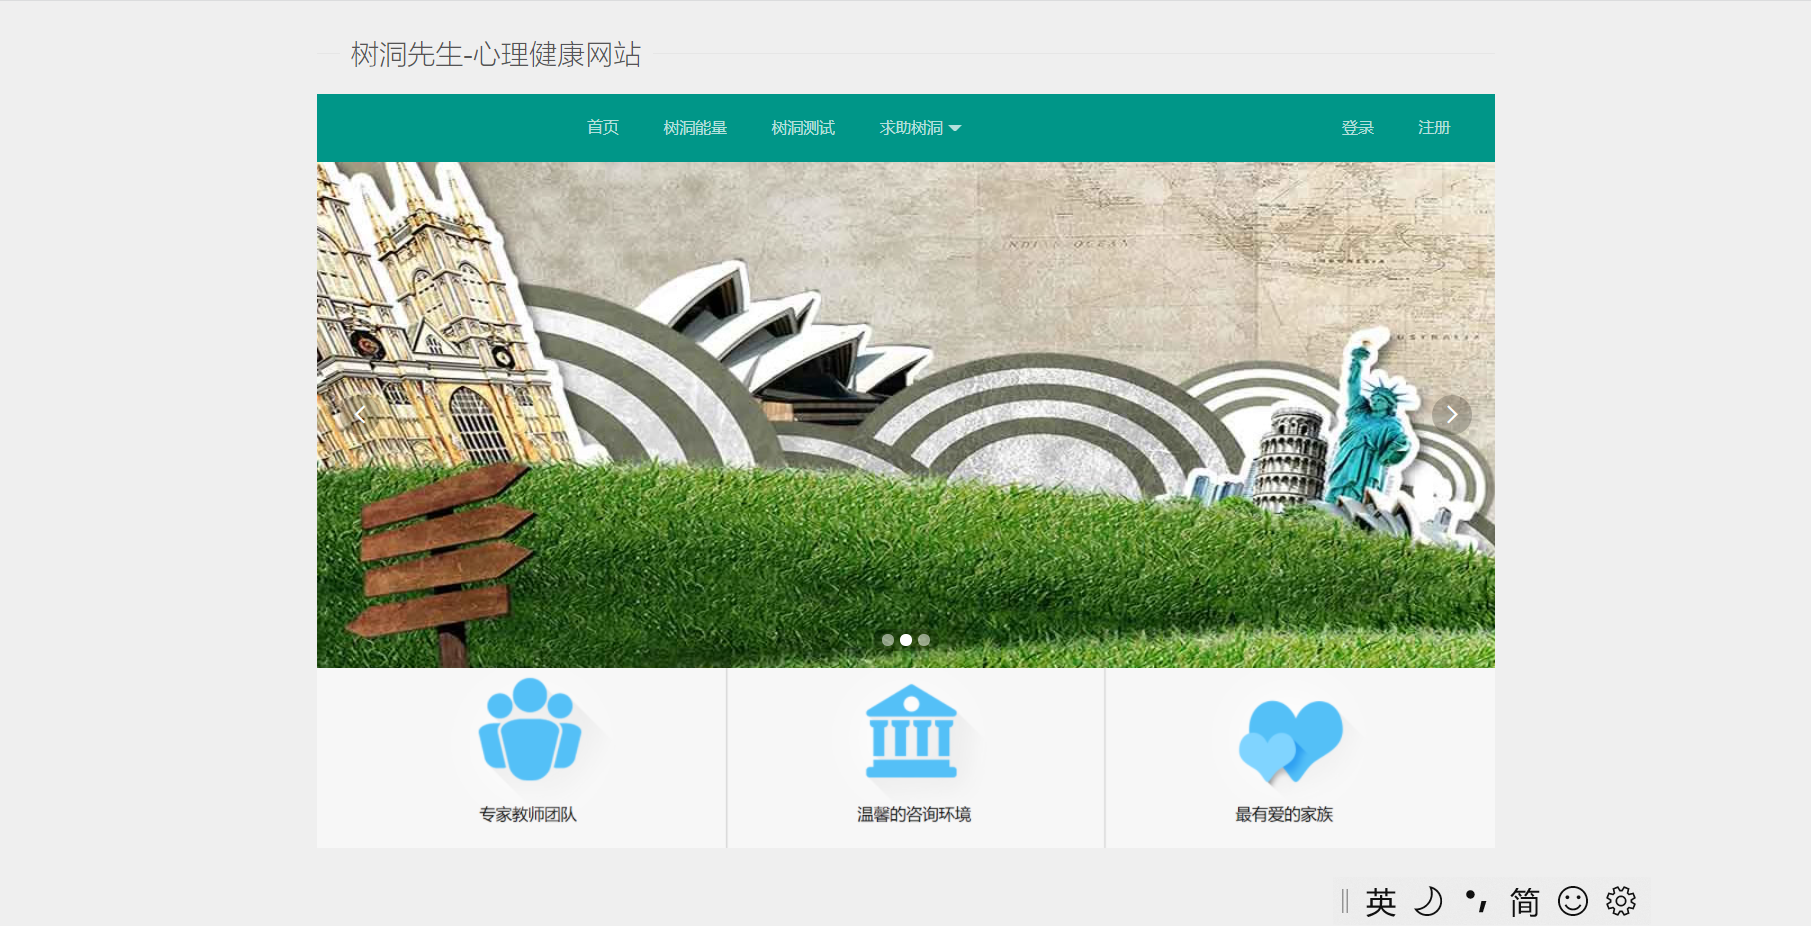 树洞先生-心理健康网站
首页 树洞能量 树洞测试 求助树洞 登录 注册
INDIAN OCEAN
专家教师团队 温馨的咨询环境 最有爱的家族
英 简